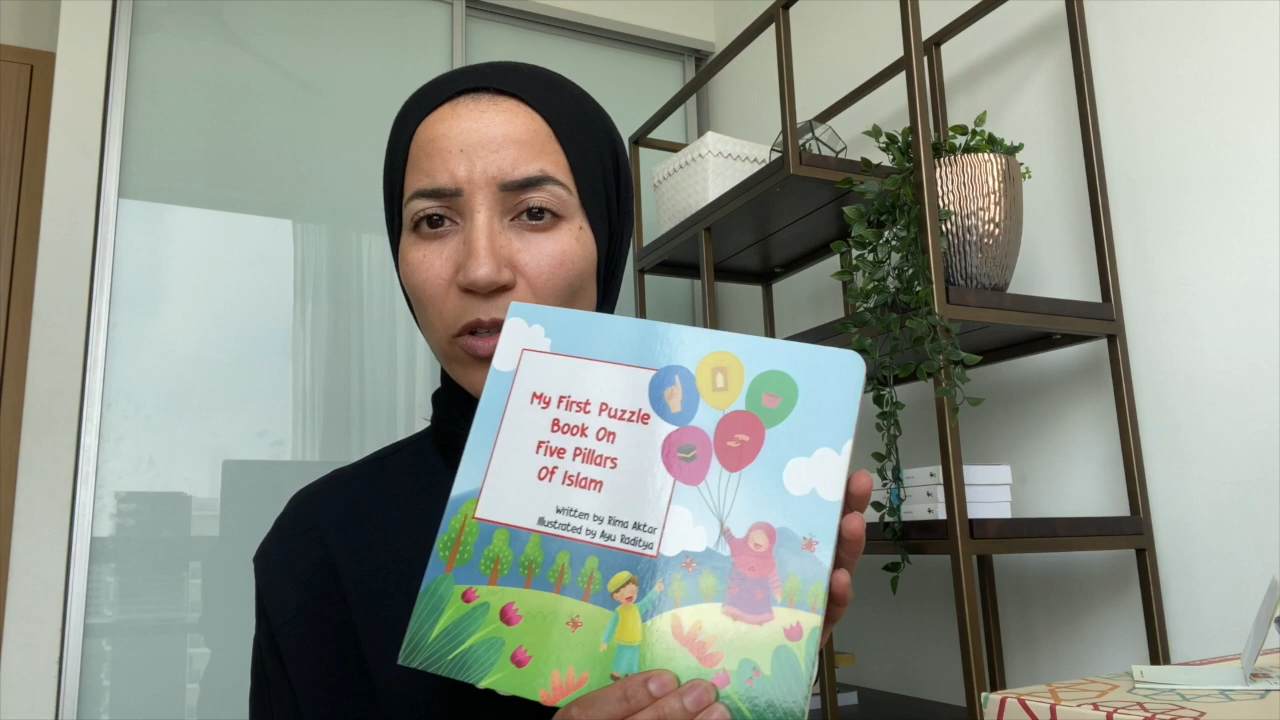 My First Puzzle
Book On
Five Pillars
Of Islam
Written by Rima Aktar
Illustrated by Ayu Raditya